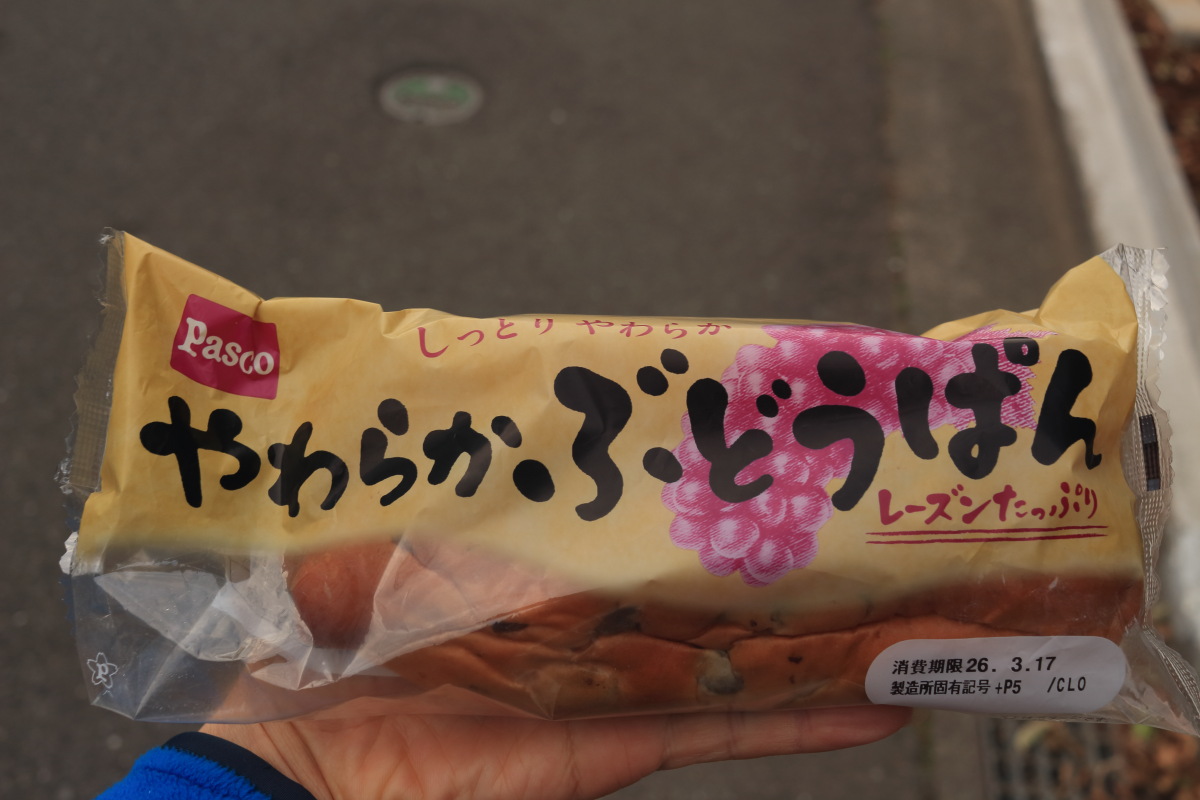 Pasco
しっとり やわらか
やわらかぶどうぱん
レーズンたっぷり
消費期限26. 3.17
製造所固有記号+P5 /CLO